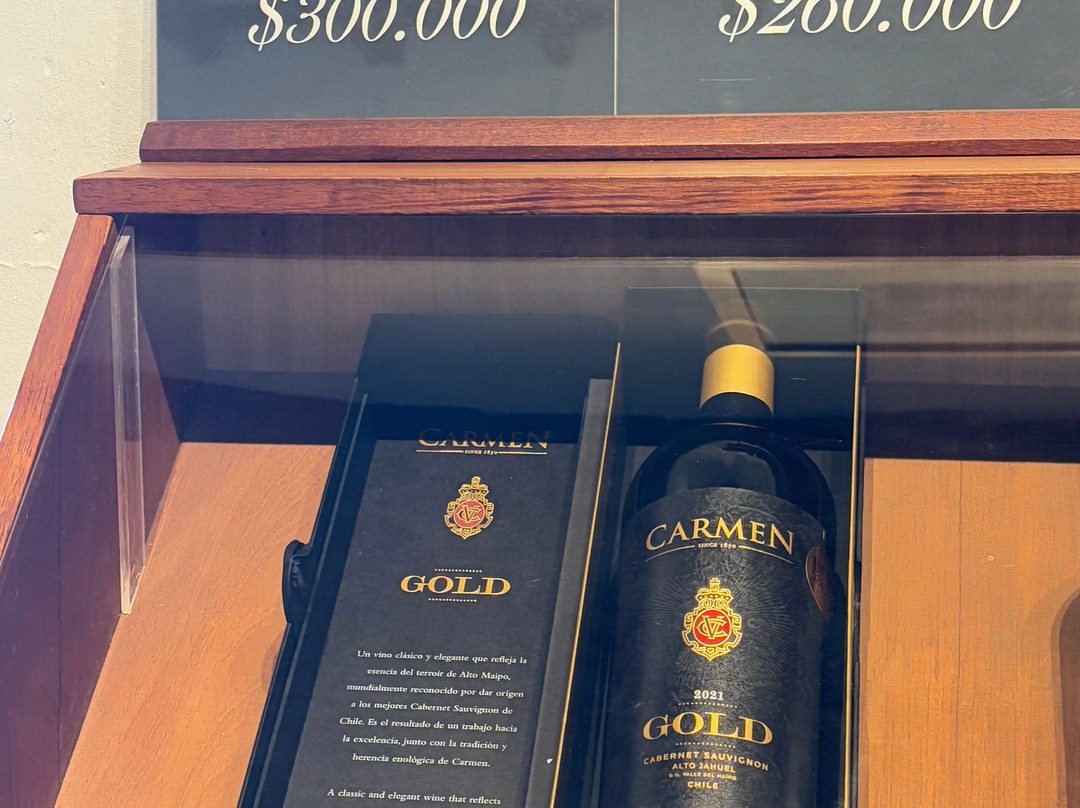 $300.000
$260.000
CARMEN
SINCE 1850
GOLD
Un vino clásico y elegante que refleja la
esencia del terroir de Alto Maipo,
mundialmente reconocido por dar origen
a los mejores Cabernet Sauvignon de
Chile. Es el resultado de un trabajo hacia
la excelencia, junto con la tradición y
herencia enológica de Carmen.
A classic and elegant wine that reflects
CARMEN
SINCE 1850
2021
GOLD
CABERNET SAUVIGNON
ALTO JAHUEL
D.O. VALLE DEL MAIPO
CHILE